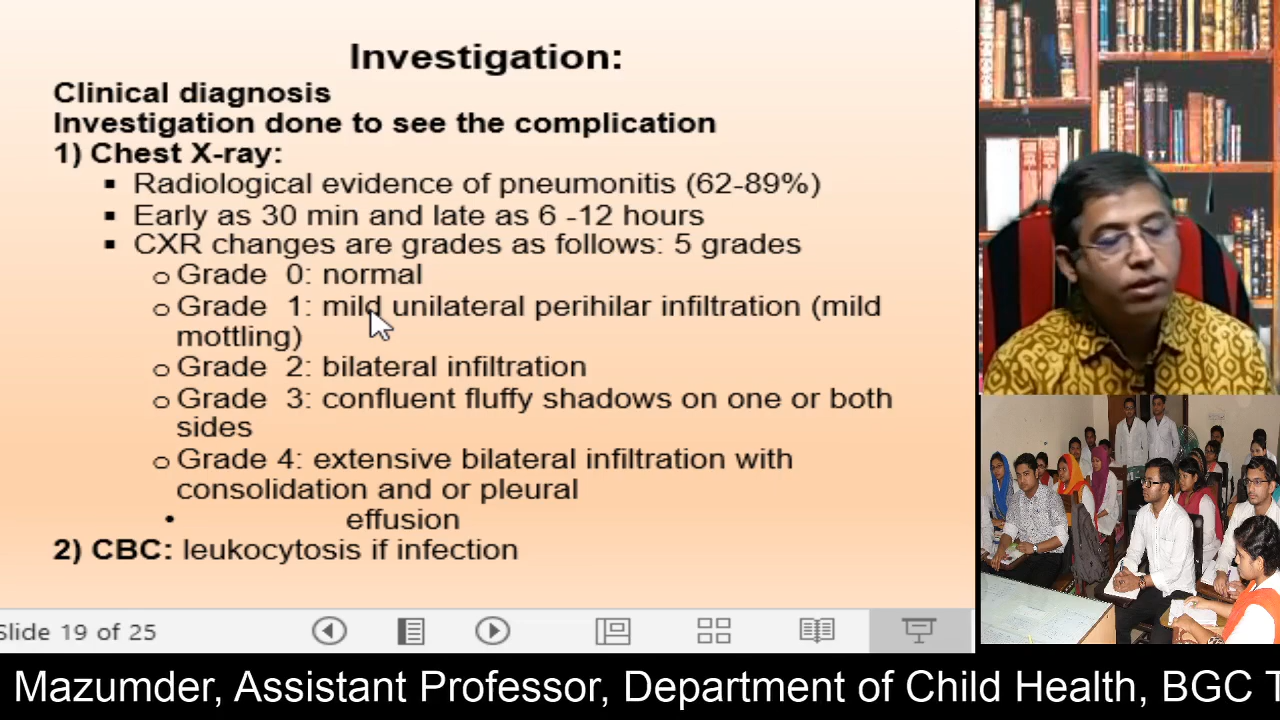 Investigation:
Clinical diagnosis
Investigation done to see the complication
1) Chest X-ray:
▪ Radiological evidence of pneumonitis (62-89%)
▪ Early as 30 min and late as 6 -12 hours
▪ CXR changes are grades as follows: 5 grades
o Grade 0: normal
o Grade 1: mild unilateral perihilar infiltration (mild
mottling)
o Grade 2: bilateral infiltration
o Grade 3: confluent fluffy shadows on one or both
sides
o Grade 4: extensive bilateral infiltration with
consolidation and or pleural
• effusion
2) CBC: leukocytosis if infection
Slide 19 of 25
Mazumder, Assistant Professor, Department of Child Health, BGC